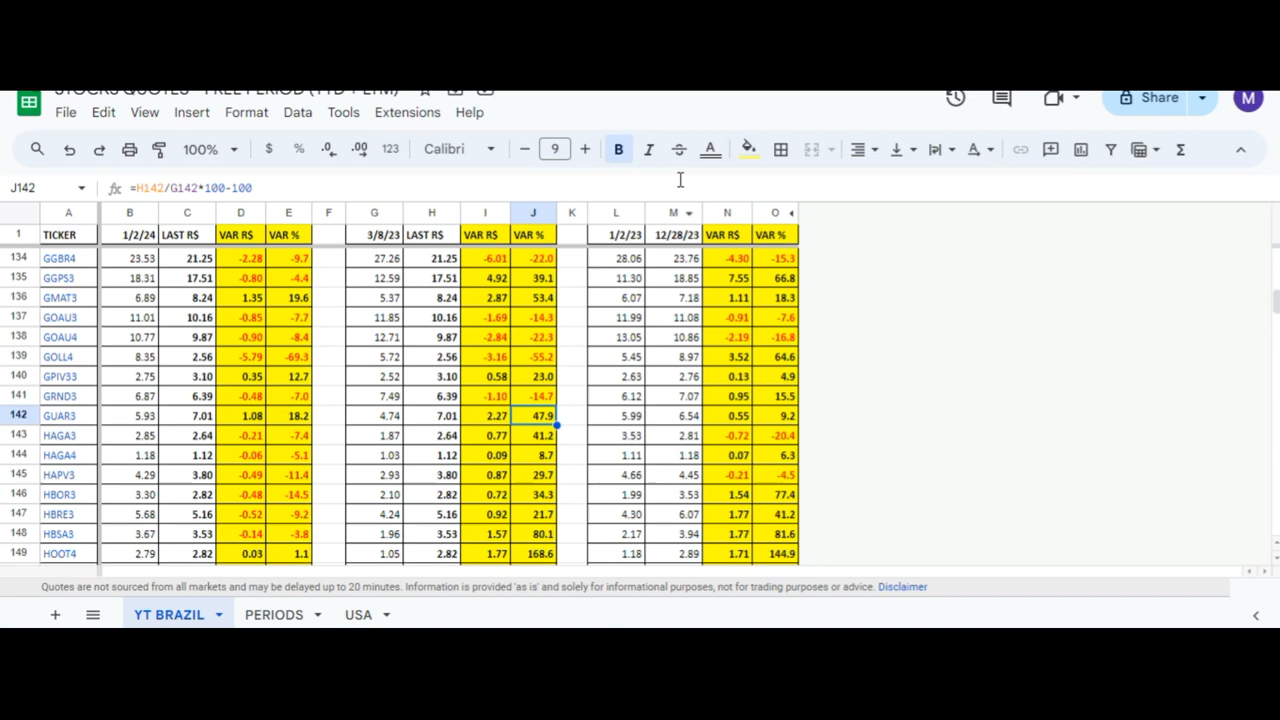 STOCKS QUOTES - FREE PERIOD (YTD + LTM)
File Edit View Insert Format Data Tools Extensions Help
Share M
100% $ % .0 .00 123 Calibri 9 B I A
J142 fx =H142/G142*100-100
A B C D E F G H I J K L M N O
1 TICKER 1/2/24 LAST R$ VAR R$ VAR % 3/8/23 LAST R$ VAR R$ VAR % 1/2/23 12/28/23 VAR R$ VAR %
134 GGBR4 23.53 21.25 -2.28 -9.7 27.26 21.25 -6.01 -22.0 28.06 23.76 -4.30 -15.3
135 GGPS3 18.31 17.51 -0.80 -4.4 12.59 17.51 4.92 39.1 11.30 18.85 7.55 66.8
136 GMAT3 6.89 8.24 1.35 19.6 5.37 8.24 2.87 53.4 6.07 7.18 1.11 18.3
137 GOAU3 11.01 10.16 -0.85 -7.7 11.85 10.16 -1.69 -14.3 11.99 11.08 -0.91 -7.6
138 GOAU4 10.77 9.87 -0.90 -8.4 12.71 9.87 -2.84 -22.3 13.05 10.86 -2.19 -16.8
139 GOLL4 8.35 2.56 -5.79 -69.3 5.72 2.56 -3.16 -55.2 5.45 8.97 3.52 64.6
140 GPIV33 2.75 3.10 0.35 12.7 2.52 3.10 0.58 23.0 2.63 2.76 0.13 4.9
141 GRND3 6.87 6.39 -0.48 -7.0 7.49 6.39 -1.10 -14.7 6.12 7.07 0.95 15.5
142 GUAR3 5.93 7.01 1.08 18.2 4.74 7.01 2.27 47.9 5.99 6.54 0.55 9.2
143 HAGA3 2.85 2.64 -0.21 -7.4 1.87 2.64 0.77 41.2 3.53 2.81 -0.72 -20.4
144 HAGA4 1.18 1.12 -0.06 -5.1 1.03 1.12 0.09 8.7 1.11 1.18 0.07 6.3
145 HAPV3 4.29 3.80 -0.49 -11.4 2.93 3.80 0.87 29.7 4.66 4.45 -0.21 -4.5
146 HBOR3 3.30 2.82 -0.48 -14.5 2.10 2.82 0.72 34.3 1.99 3.53 1.54 77.4
147 HBRE3 5.68 5.16 -0.52 -9.2 4.24 5.16 0.92 21.7 4.30 6.07 1.77 41.2
148 HBSA3 3.67 3.53 -0.14 -3.8 1.96 3.53 1.57 80.1 2.17 3.94 1.77 81.6
149 HOOT4 2.79 2.82 0.03 1.1 1.05 2.82 1.77 168.6 1.18 2.89 1.71 144.9
Quotes are not sourced from all markets and may be delayed up to 20 minutes. Information is provided 'as is' and solely for informational purposes, not for trading purposes or advice. Disclaimer
YT BRAZIL PERIODS USA